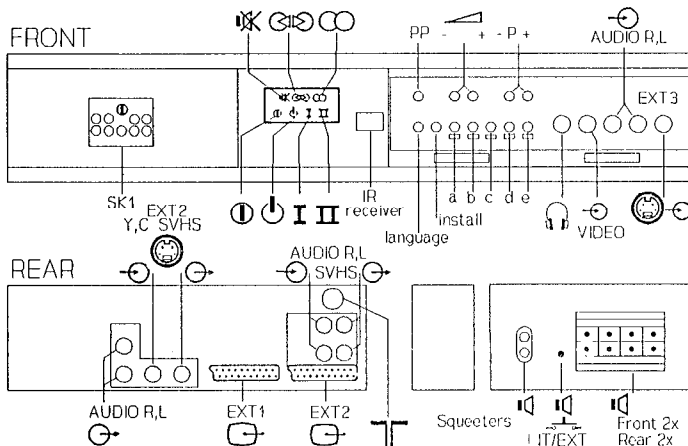 FRONT
PP
-
+
- P +
AUDIO R,L
EXT3
SK1
IR
receiver
a b c d e
install
language
VIDEO
I II
EXT2
Y,C SVHS
REAR
AUDIO R,L
SVHS
AUDIO R,L
EXT1
EXT2
Squeeters
INT/EXT
Front 2x
Rear 2x